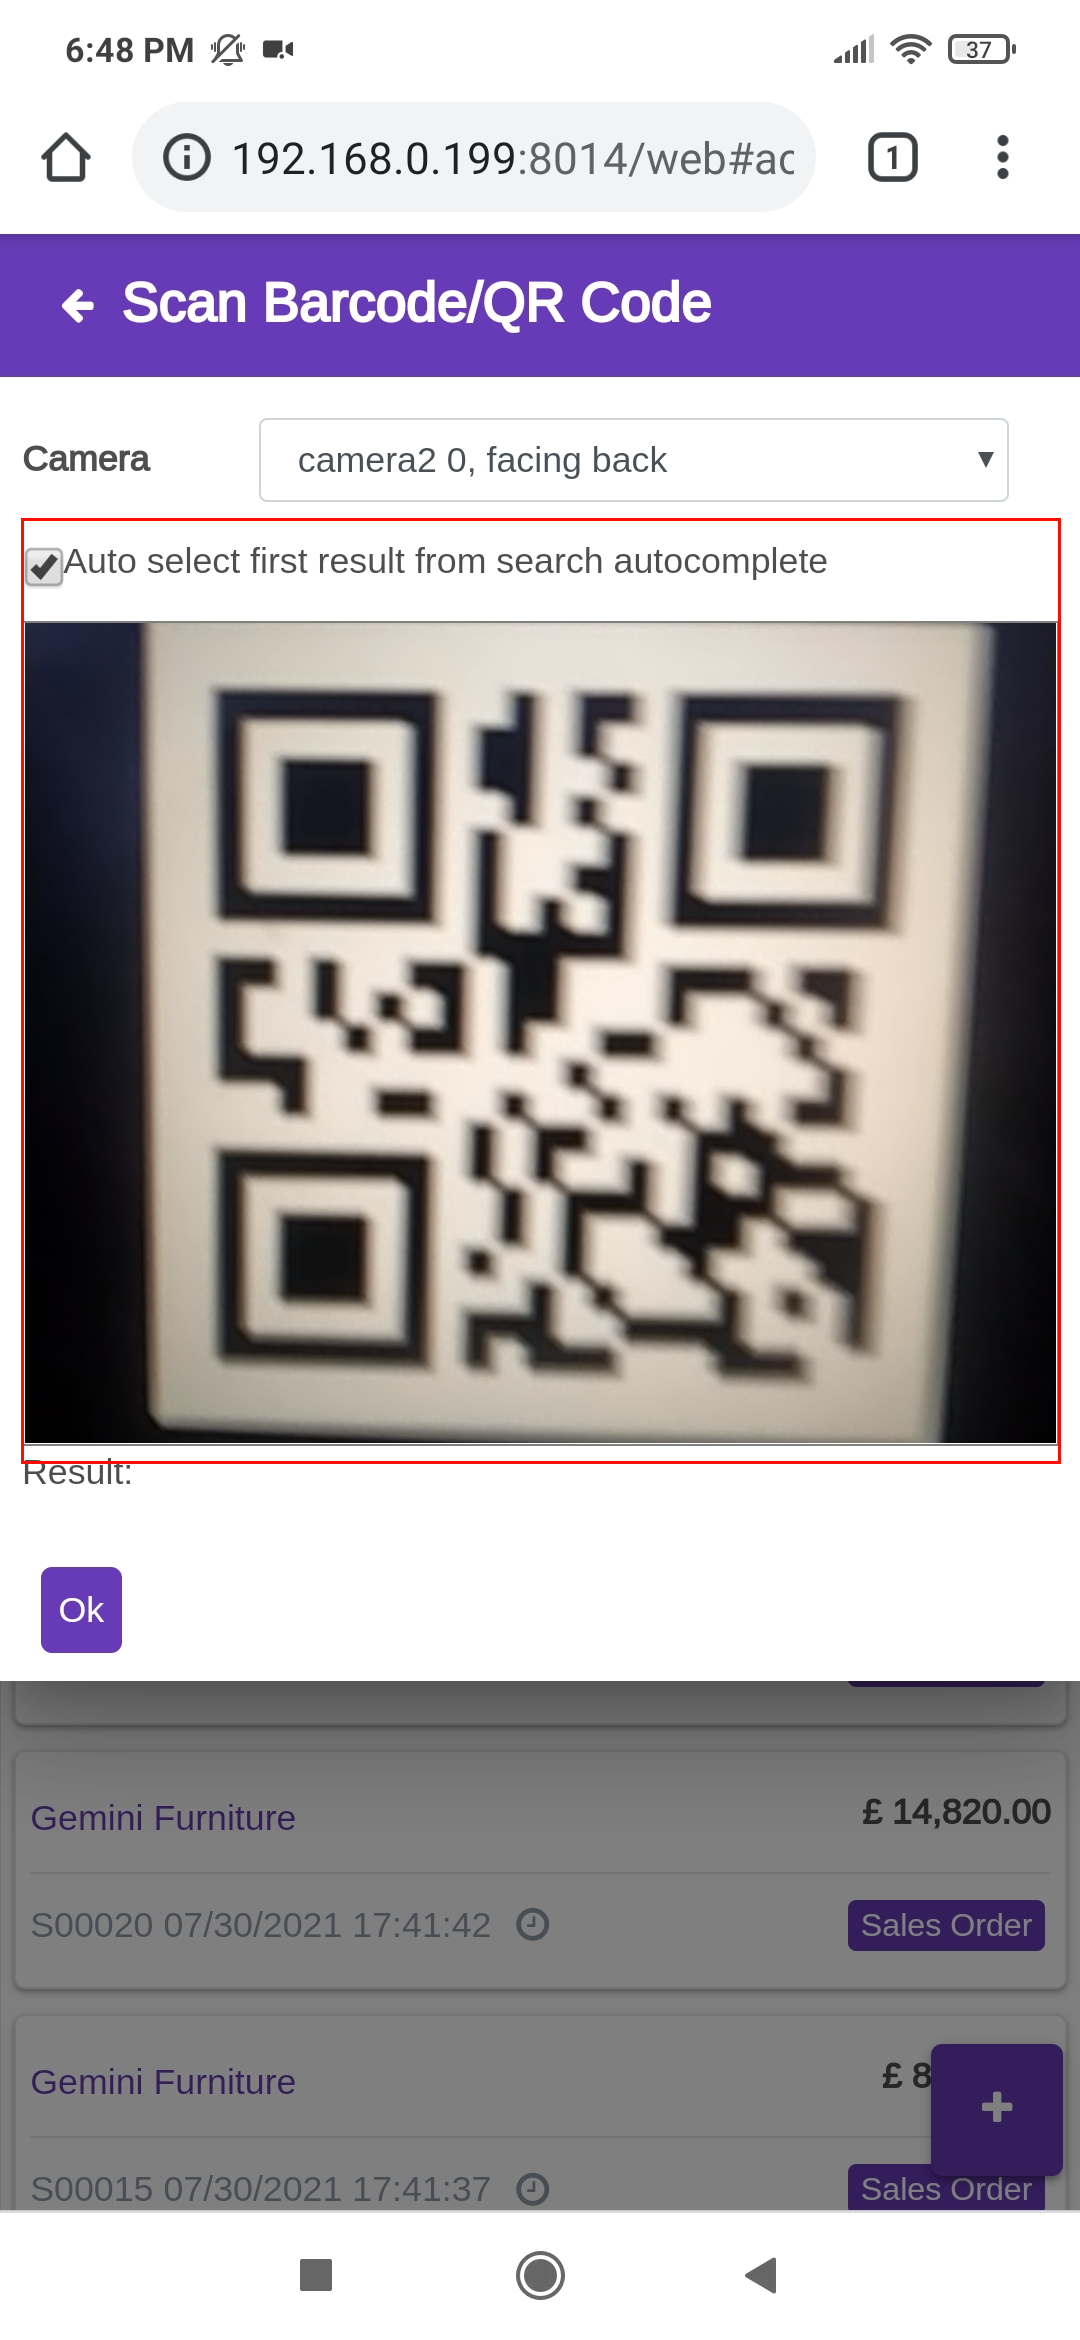 6:48 PM
37
192.168.0.199:8014/web#ac
1
Scan Barcode/QR Code
Camera
camera2 0, facing back
Auto select first result from search autocomplete
Result:
Ok
Gemini Furniture
£ 14,820.00
S00020 07/30/2021 17:41:42
Sales Order
Gemini Furniture
£ 8
S00015 07/30/2021 17:41:37
Sales Order